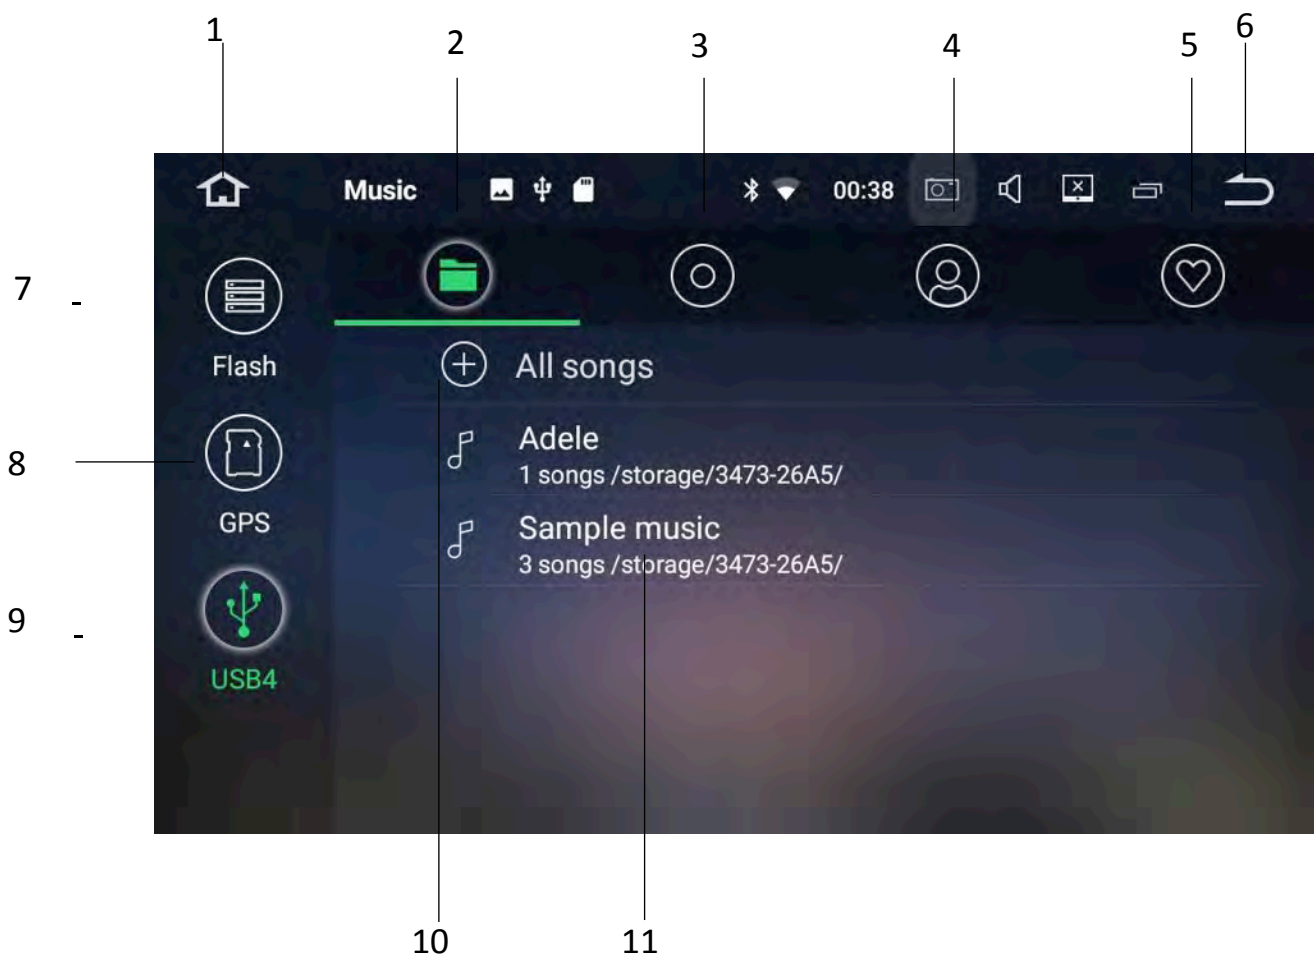 1
2
3
4
5
6
Music
00:38
7
Flash
All songs
Adele
1 songs /storage/3473-26A5/
8
GPS
Sample music
3 songs /storage/3473-26A5/
9
USB4
10
11